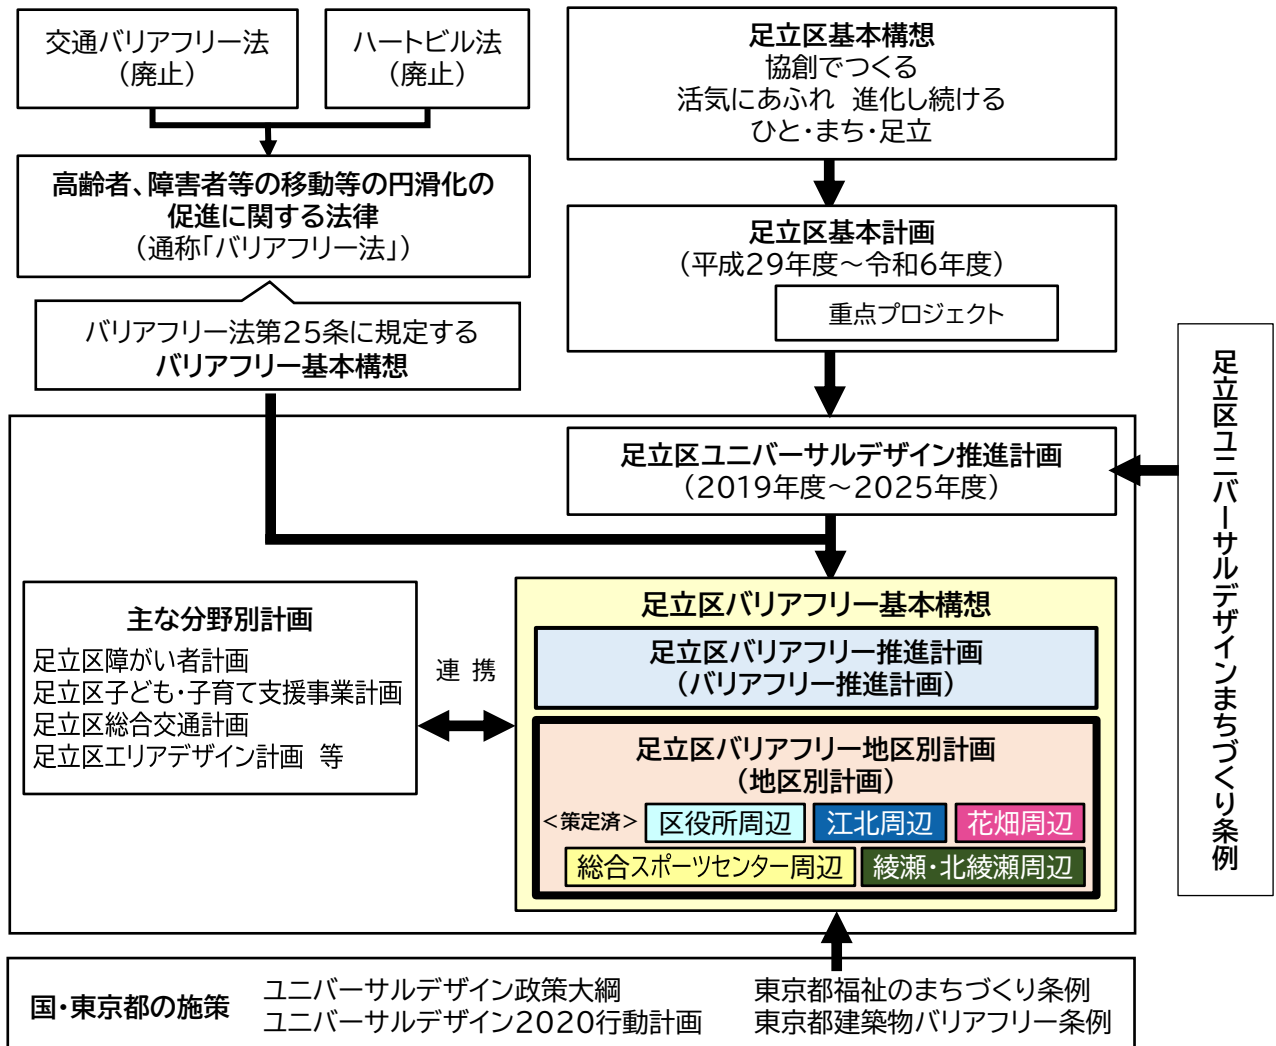 交通バリアフリー法
（廃止）
ハートビル法
（廃止）
高齢者、障害者等の移動等の円滑化の
促進に関する法律
（通称「バリアフリー法」）
バリアフリー法第25条に規定する
バリアフリー基本構想
足立区基本構想
協創でつくる
活気にあふれ 進化し続ける
ひと・まち・足立
足立区基本計画
（平成29年度～令和6年度）
重点プロジェクト
足立区ユニバーサルデザイン推進計画
（2019年度～2025年度）
足立区ユニバーサルデザインまちづくり条例
主な分野別計画
足立区障がい者計画
足立区子ども・子育て支援事業計画
足立区総合交通計画
足立区エリアデザイン計画 等
連 携
足立区バリアフリー基本構想
足立区バリアフリー推進計画
（バリアフリー推進計画）
足立区バリアフリー地区別計画
（地区別計画）
＜策定済＞ 区役所周辺 江北周辺 花畑周辺
総合スポーツセンター周辺 綾瀬・北綾瀬周辺
国・東京都の施策
ユニバーサルデザイン政策大綱
ユニバーサルデザイン2020行動計画
東京都福祉のまちづくり条例
東京都建築物バリアフリー条例